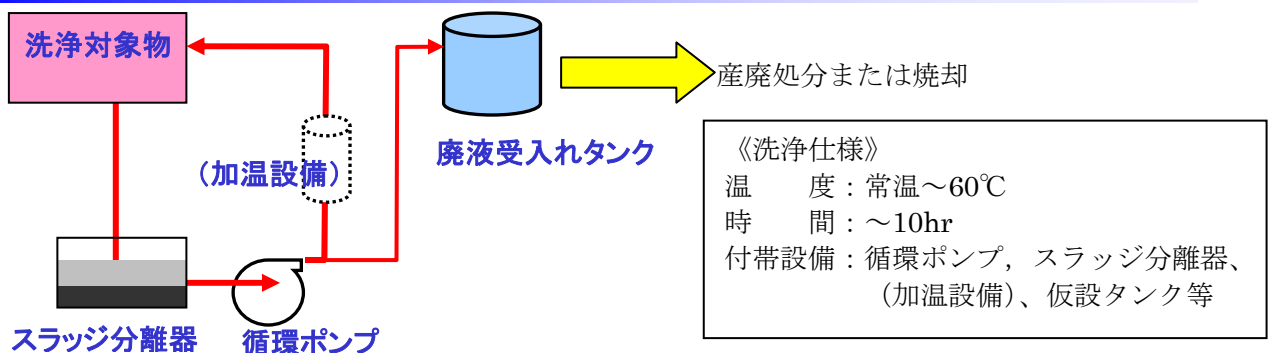 洗浄対象物
産廃処分または焼却
廃液受入れタンク
（加温設備）
スラッジ分離器
循環ポンプ
《洗浄仕様》
温　　度：常温～60℃
時　　間：～10hr
付帯設備：循環ポンプ，スラッジ分離器、
（加温設備）、仮設タンク等